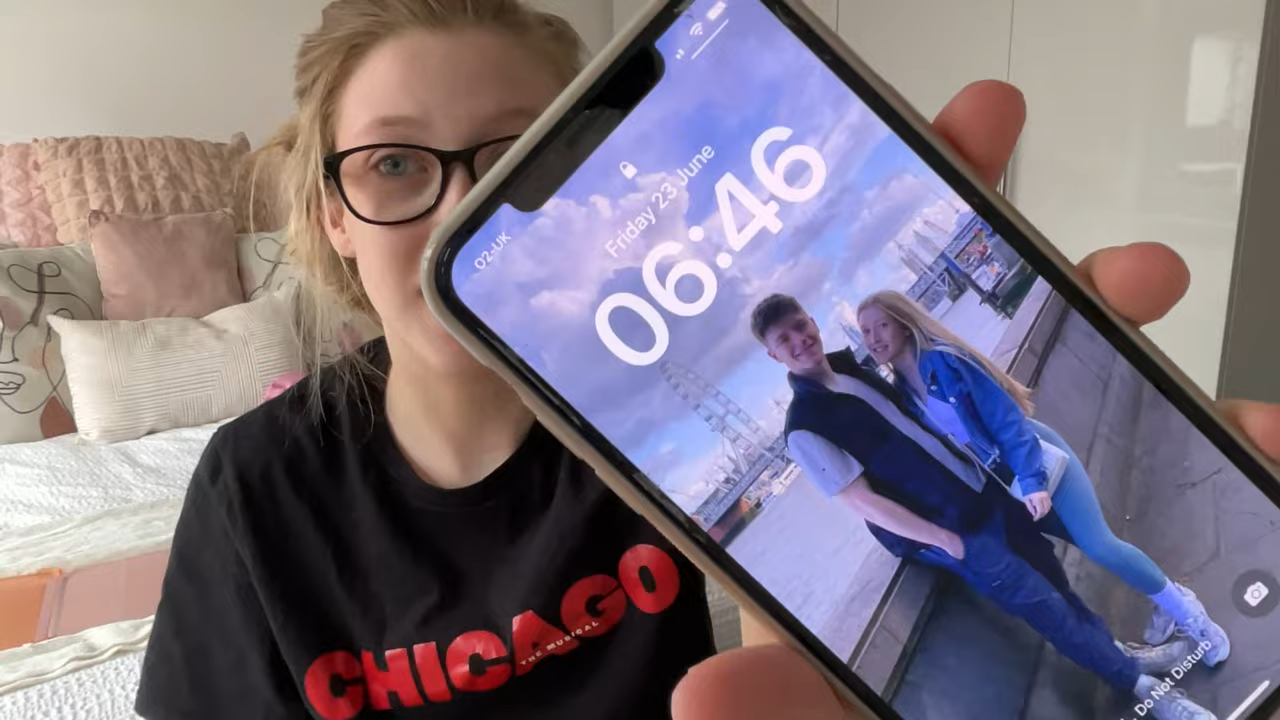 O2-UK
Friday 23 June
06:46
Do Not Disturb
CHICAGO
THE MUSICAL